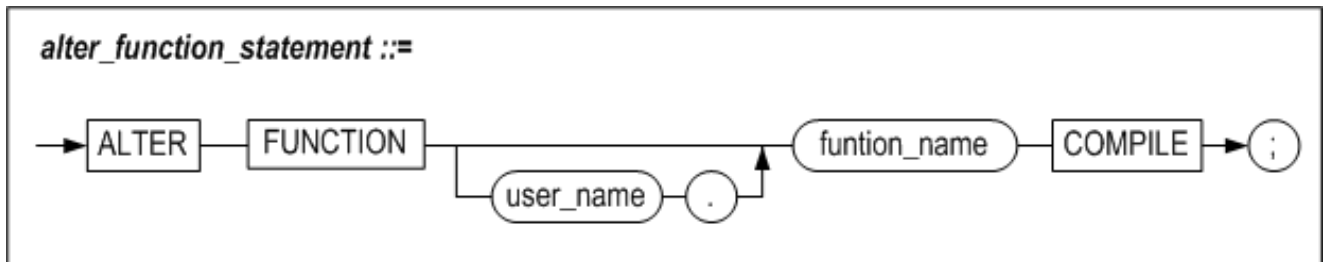 alter_function_statement ::=
ALTER FUNCTION funtion_name COMPILE ;
user_name .